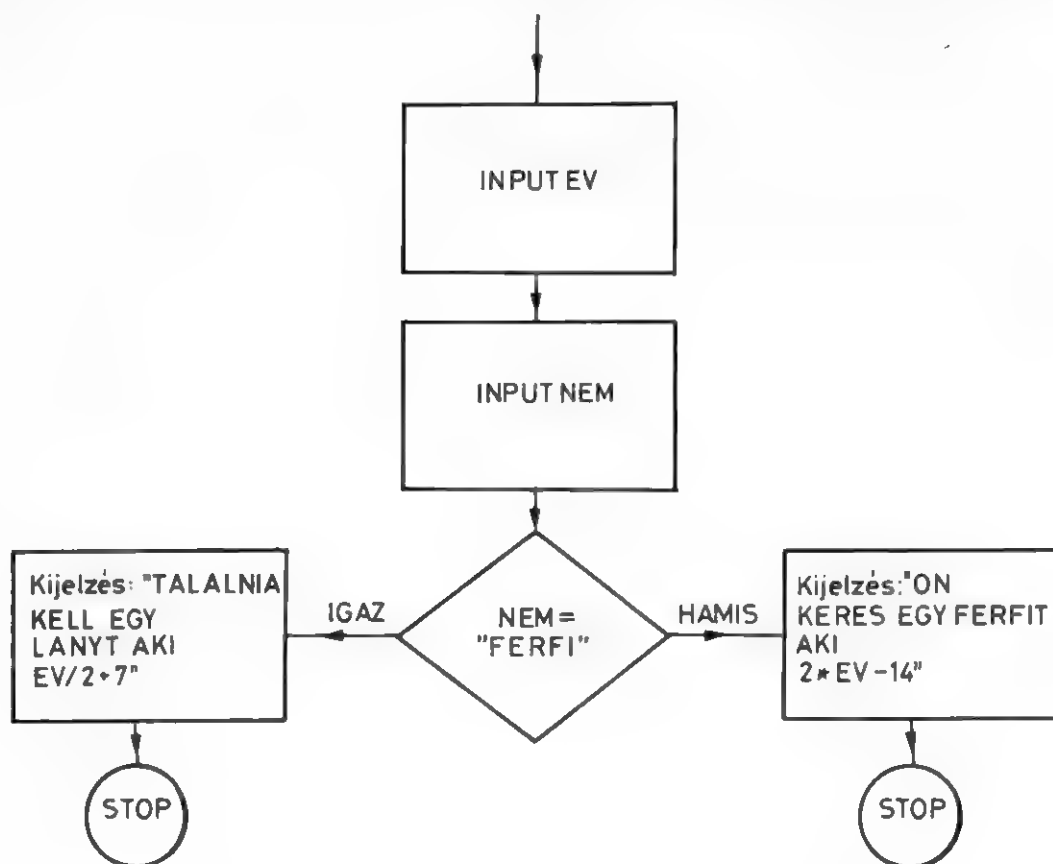 INPUT EV
INPUT NEM
Kijelzés: "TALALNIA
KELL EGY
LANYT AKI
EV/2+7"
IGAZ
NEM=
"FERFI"
HAMIS
Kijelzés:"ON
KERES EGY FERFIT
AKI
2*EV-14"
STOP
STOP